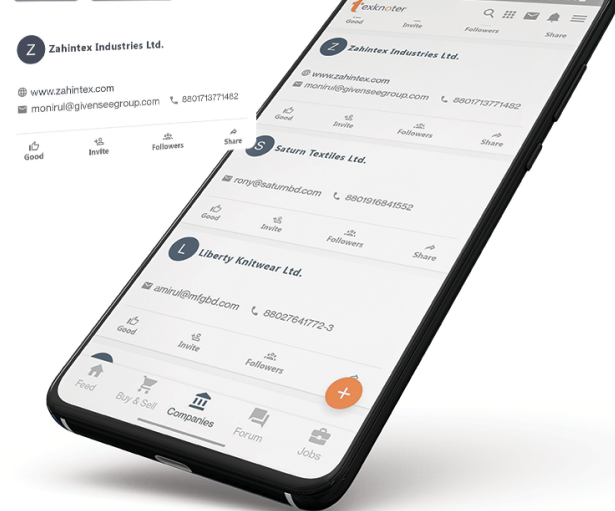 Z Zahintex Industries Ltd.
www.zahintex.com
monirul@givenseegroup.com 8801713771482
Good Invite Followers Share
texknoter
Good Invite Followers Share
Z Zahintex Industries Ltd.
www.zahintex.com
monirul@givenseegroup.com 8801713771482
Good Invite Followers Share
S Saturn Textiles Ltd.
rony@saturnbd.com 8801916841552
Good Invite Followers Share
L Liberty Knitwear Ltd.
amirul@mfgbd.com 88027641772-3
Good Invite Followers
Feed Buy & Sell Companies Forum Jobs